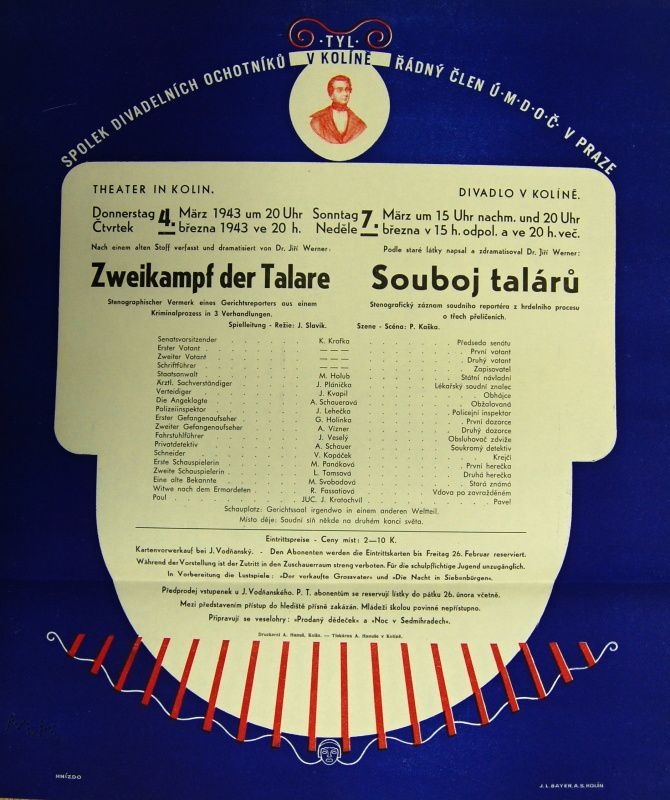 ·TYL·
V KOLÍNĚ
SPOLEK DIVADELNÍCH OCHOTNÍKŮ
ŘÁDNÝ ČLEN Ú·M·D·O·Č· V PRAZE
THEATER IN KOLIN.
DIVADLO V KOLÍNĚ.
Donnerstag 4. März 1943 um 20 Uhr Sonntag 7. März um 15 Uhr nachm. und 20 Uhr
Čtvrtek března 1943 ve 20 h. Neděle března v 15 h. odpol. a ve 20 h. več.
Nach einem alten Stoff verfasst und dramatisiert von Dr. Jiří Werner:
Podle staré látky napsal a zdramatisoval Dr. Jiří Werner:
Zweikampf der Talare
Souboj talárů
Stenographischer Vermerk eines Gerichtsreporters aus einem
Kriminalprozess in 3 Verhandlungen.
Stenografický záznam soudního reportéra z hrdelního procesu
o třech přelíčeních.
Spielleitung - Režie: J. Slavík. Szene - Scéna: P. Kaška.
Senatsvorsitzender K. Krafka Předseda senátu
Erster Votant — — — První votant
Zweiter Votant — — — Druhý votant
Schriftführer — — — Zapisovatel
Staatsanwalt M. Holub Státní návladní
Arztl. Sachverständiger J. Plánička Lékařský soudní znalec
Verteidiger J. Kvapil Obhájce
Die Angeklagte A. Schauerová Obžalovaná
Polizeiinspektor J. Lehečka Policejní inspektor
Erster Gefangenaufseher G. Holinka První dozorce
Zweiter Gefangenaufseher A. Vízner Druhý dozorce
Fahrstuhlführer J. Veselý Obsluhovač zdviže
Privatdetektiv A. Schauer Soukromý detektiv
Schneider V. Kopáček Krejčí
Erste Schauspielerin M. Panáková První herečka
Zweite Schauspielerin L. Tomsová Druhá herečka
Eine alte Bekannte M. Svobodová Stará známá
Witwe nach dem Ermordeten R. Fassatiová Vdova po zavražděném
Paul JUC. J. Kratochvíl Pavel
Schauplatz: Gerichtssaal irgendwo in einem anderen Weltteil.
Místo děje: Soudní síň někde na druhém konci světa.
Eintrittspreise - Ceny míst: 2—10 K.
Kartenvorwerkauf bei J. Vodňanský. - Den Abonenten werden die Eintrittskarten bis Freitag 26. Februar reserviert.
Während der Vorstellung ist der Zutritt in den Zuschauerraum streng verboten. Für die schulpflichtige Jugend unzugänglich.
In Vorbereitung die Lustspiele: »Der verkaufte Grossvater« und »Die Nacht in Siebenbürgen«.
Předprodej vstupenek u J. Vodňanského. P. T. abonentům se reservují lístky do pátku 26. února včetně.
Mezi představením přístup do hlediště přísně zakázán. Mládeži školou povinné nepřístupno.
Připravují se veselohry: »Prodaný dědeček« a »Noc v Sedmihradech«.
Druckerei A. Hanuš, Kolin. — Tiskárna A. Hanuše v Kolíně.
HNÍZDO
J. L. BAYER, A. S. KOLÍN